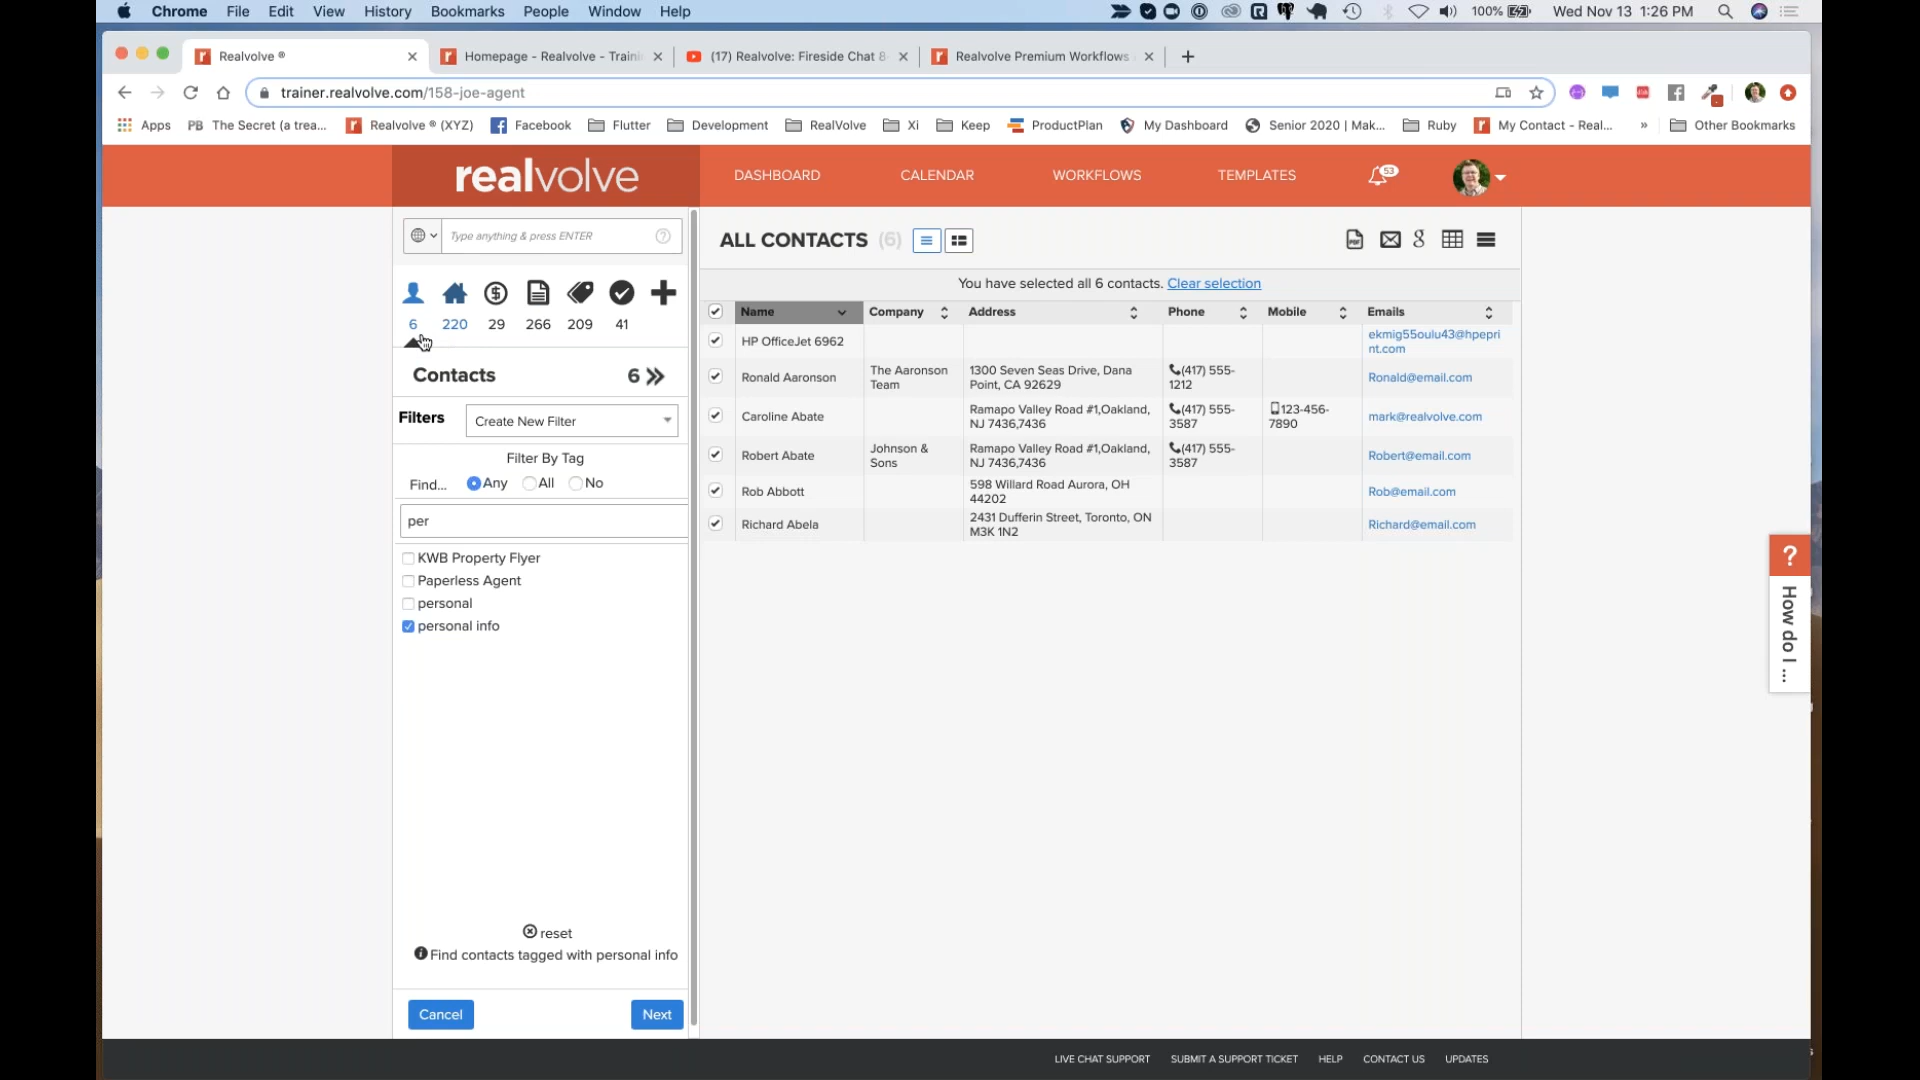 Chrome File Edit View History Bookmarks People Window Help 100% Wed Nov 13 1:26 PM
Realvolve ® Homepage - Realvolve - Traini (17) Realvolve: Fireside Chat 8- Realvolve Premium Workflows
trainer.realvolve.com/158-joe-agent
Apps PB The Secret (a trea... Realvolve ® (XYZ) Facebook Flutter Development RealVolve Xi Keep ProductPlan My Dashboard Senior 2020 | Mak... Ruby My Contact - Real... » Other Bookmarks
realvolve DASHBOARD CALENDAR WORKFLOWS TEMPLATES 53
Type anything & press ENTER
ALL CONTACTS (6)
You have selected all 6 contacts. Clear selection
6 220 29 266 209 41
Contacts 6
Filters Create New Filter
Filter By Tag
Find... Any All No
per
KWB Property Flyer
Paperless Agent
personal
personal info
reset
Find contacts tagged with personal info
Cancel Next
Name Company Address Phone Mobile Emails
HP OfficeJet 6962 ekmig55oulu43@hpepri
nt.com
Ronald Aaronson The Aaronson 1300 Seven Seas Drive, Dana (417) 555- Ronald@email.com
Team Point, CA 92629 1212
Caroline Abate Ramapo Valley Road #1,Oakland, (417) 555- 123-456- mark@realvolve.com
NJ 7436,7436 3587 7890
Robert Abate Johnson & Ramapo Valley Road #1,Oakland, (417) 555- Robert@email.com
Sons NJ 7436,7436 3587
Rob Abbott 598 Willard Road Aurora, OH Rob@email.com
44202
Richard Abela 2431 Dufferin Street, Toronto, ON Richard@email.com
M3K 1N2
? How do I ...
LIVE CHAT SUPPORT SUBMIT A SUPPORT TICKET HELP CONTACT US UPDATES